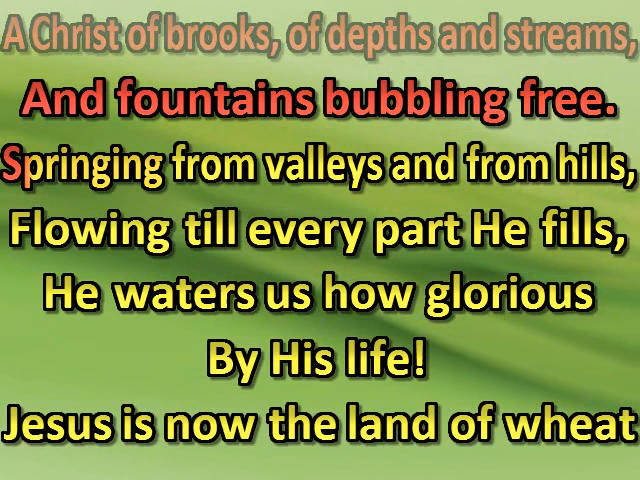 A Christ of brooks, of depths and streams,
And fountains bubbling free.
Springing from valleys and from hills,
Flowing till every part He fills,
He waters us how glorious
By His life!
Jesus is now the land of wheat